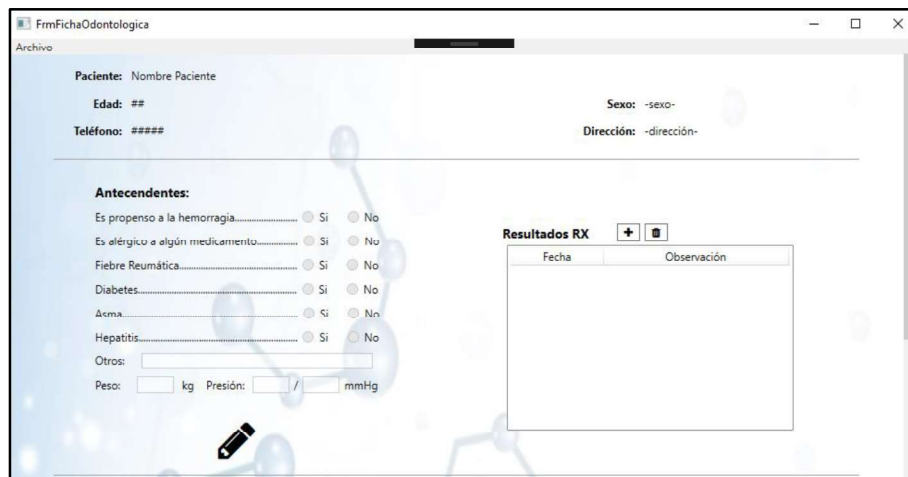 FrmFichaOdontologica
Archivo
Paciente: Nombre Paciente
Edad: ##
Sexo: -sexo-
Teléfono: #####
Dirección: -dirección-
Antecendentes:
Es propenso a la hemorragia........................ Si No
Es alérgico a algún medicamento............... Si No
Fiebre Reumática............................................ Si No
Diabetes........................................................... Si No
Asma................................................................. Si No
Hepatitis........................................................... Si No
Otros:
Peso: kg Presión: / mmHg
Resultados RX
Fecha Observación